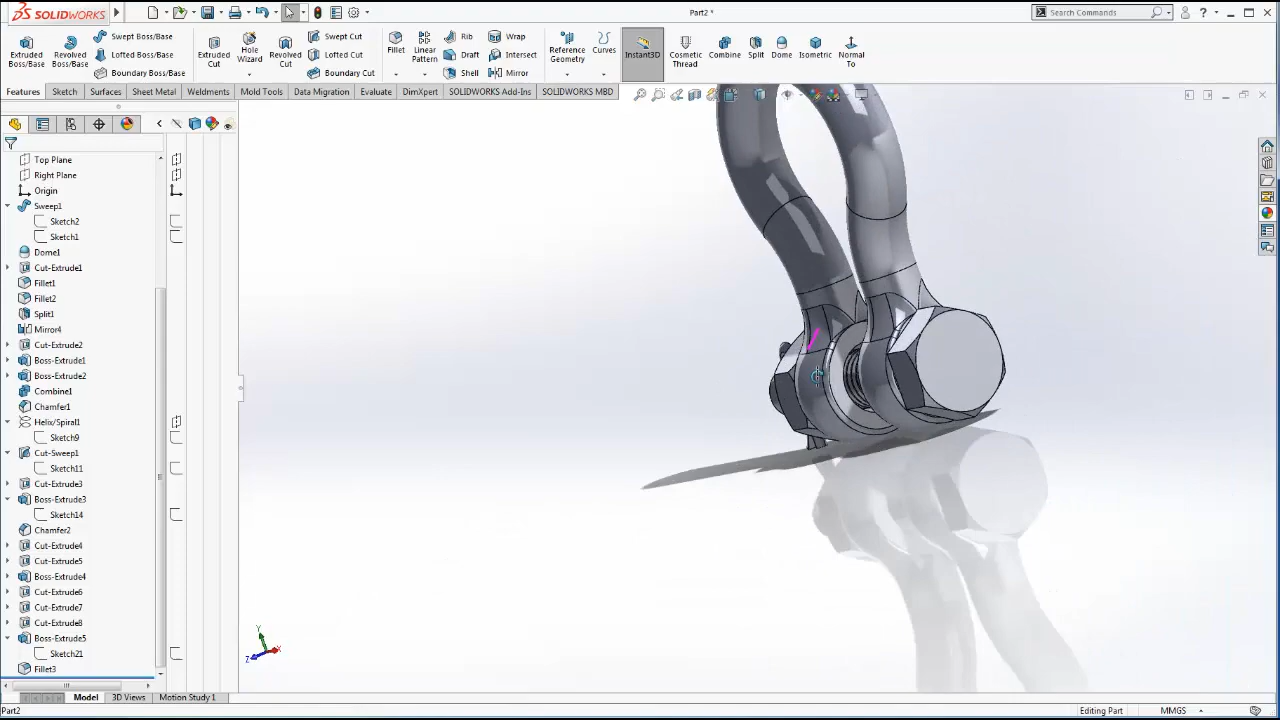 SOLIDWORKS
Part2 *
Search Commands
Extruded Boss/Base
Revolved Boss/Base
Swept Boss/Base
Lofted Boss/Base
Boundary Boss/Base
Extruded Cut
Hole Wizard
Revolved Cut
Swept Cut
Lofted Cut
Boundary Cut
Fillet
Linear Pattern
Rib
Draft
Shell
Wrap
Intersect
Mirror
Reference Geometry
Curves
Instant3D
Cosmetic Thread
Combine
Split
Dome
Isometric
Normal To
Features
Sketch
Surfaces
Sheet Metal
Weldments
Mold Tools
Data Migration
Evaluate
DimXpert
SOLIDWORKS Add-Ins
SOLIDWORKS MBD
Top Plane
Right Plane
Origin
Sweep1
Sketch2
Sketch1
Dome1
Cut-Extrude1
Fillet1
Fillet2
Split1
Mirror4
Cut-Extrude2
Boss-Extrude1
Boss-Extrude2
Combine1
Chamfer1
Helix/Spiral1
Sketch9
Cut-Sweep1
Sketch11
Cut-Extrude3
Boss-Extrude3
Sketch14
Chamfer2
Cut-Extrude4
Cut-Extrude5
Boss-Extrude4
Cut-Extrude6
Cut-Extrude7
Cut-Extrude8
Boss-Extrude5
Sketch21
Fillet3
Y
Z
X
Model
3D Views
Motion Study 1
Part2
Editing Part
MMGS